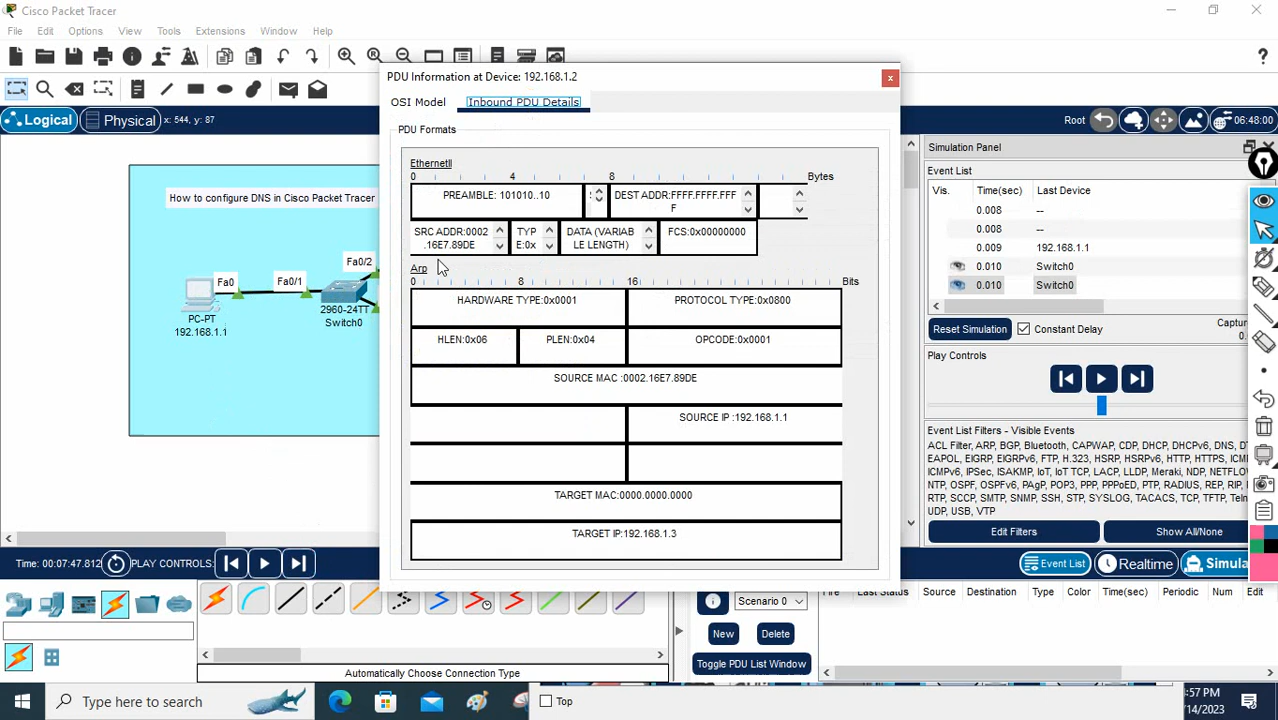 Cisco Packet Tracer
File Edit Options View Tools Extensions Window Help
PDU Information at Device: 192.168.1.2
x
OSI Model Inbound PDU Details
Logical Physical x: 544, y: 87
Root 06:48:00
PDU Formats
EthernetII
0 4 8 Bytes
PREAMBLE: 101010..10
DEST ADDR:FFFF.FFFF.FFF
F
SRC ADDR:0002
.16E7.89DE
TYP
E:0x
DATA (VARIAB
LE LENGTH)
FCS:0x00000000
Arp
0 8 16 Bits
HARDWARE TYPE:0x0001 PROTOCOL TYPE:0x0800
HLEN:0x06 PLEN:0x04 OPCODE:0x0001
SOURCE MAC :0002.16E7.89DE
SOURCE IP :192.168.1.1
TARGET MAC:0000.0000.0000
TARGET IP:192.168.1.3
How to configure DNS in Cisco Packet Tracer
Fa0 Fa0/1 Fa0/2
PC-PT
192.168.1.1
2960-24TT
Switch0
Simulation Panel
Event List
Vis. Time(sec) Last Device
0.008 --
0.008 --
0.009 192.168.1.1
0.010 Switch0
0.010 Switch0
Reset Simulation Constant Delay Captur
Play Controls
Event List Filters - Visible Events
ACL Filter, ARP, BGP, Bluetooth, CAPWAP, CDP, DHCP, DHCPv6, DNS, DT
EAPOL, EIGRP, EIGRPv6, FTP, H.323, HSRP, HSRPv6, HTTP, HTTPS, IC
ICMPv6, IPSec, ISAKMP, IoT, IoT TCP, LACP, LLDP, Meraki, NDP, NETFLO
NTP, OSPF, OSPFv6, PAgP, POP3, PPP, PPPoED, PTP, RADIUS, REP, RIP,
RTP, SCCP, SMTP, SNMP, SSH, STP, SYSLOG, TACACS, TCP, TFTP, Teln
UDP, USB, VTP
Edit Filters Show All/None
Event List Realtime Simula
Time: 00:07:47.812 PLAY CONTROLS:
Automatically Choose Connection Type
Scenario 0
New Delete
Toggle PDU List Window
Fire Last Status Source Destination Type Color Time(sec) Periodic Num Edit
Type here to search
Top
:57 PM
/14/2023